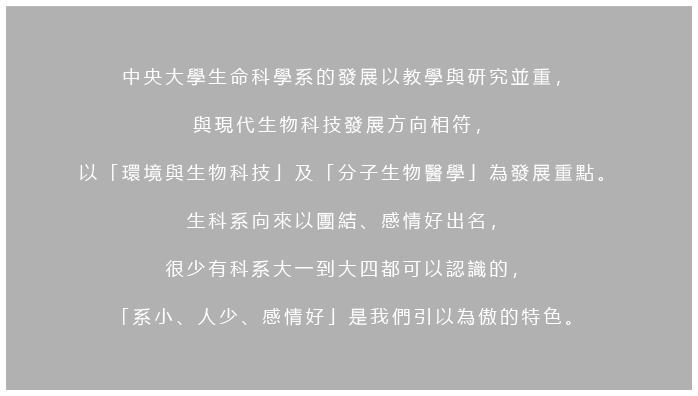 中央大學生命科學系的發展以教學與研究並重，
與現代生物科技發展方向相符，
以「環境與生物科技」及「分子生物醫學」為發展重點。
生科系向來以團結、感情好出名，
很少有科系大一到大四都可以認識的，
「系小、人少、感情好」是我們引以為傲的特色。